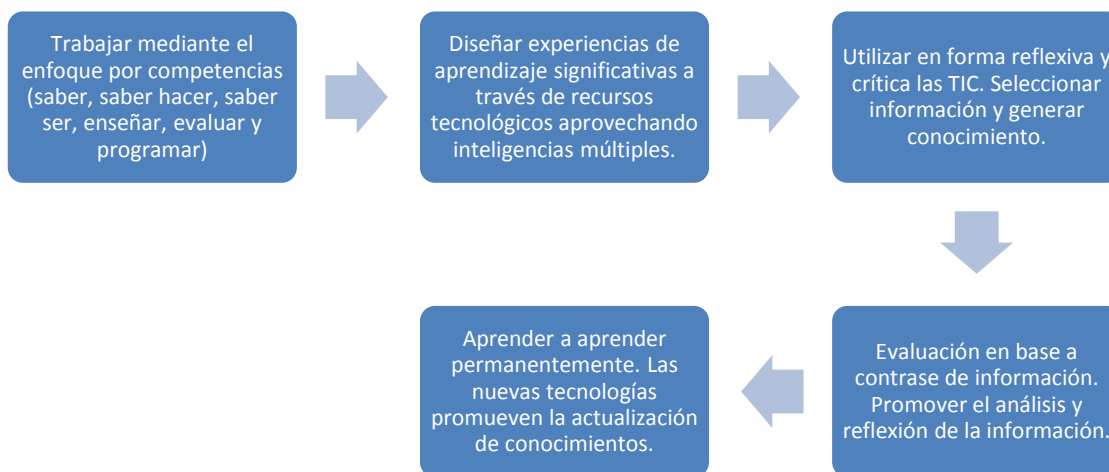 Trabajar mediante el
enfoque por competencias
(saber, saber hacer, saber
ser, enseñar, evaluar y
programar)
Diseñar experiencias de
aprendizaje significativas a
través de recursos
tecnológicos aprovechando
inteligencias múltiples.
Utilizar en forma reflexiva y
crítica las TIC. Seleccionar
información y generar
conocimiento.
Evaluación en base a
contrase de información.
Promover el análisis y
reflexión de la información.
Aprender a aprender
permanentemente. Las
nuevas tecnologías
promueven la actualización
de conocimientos.